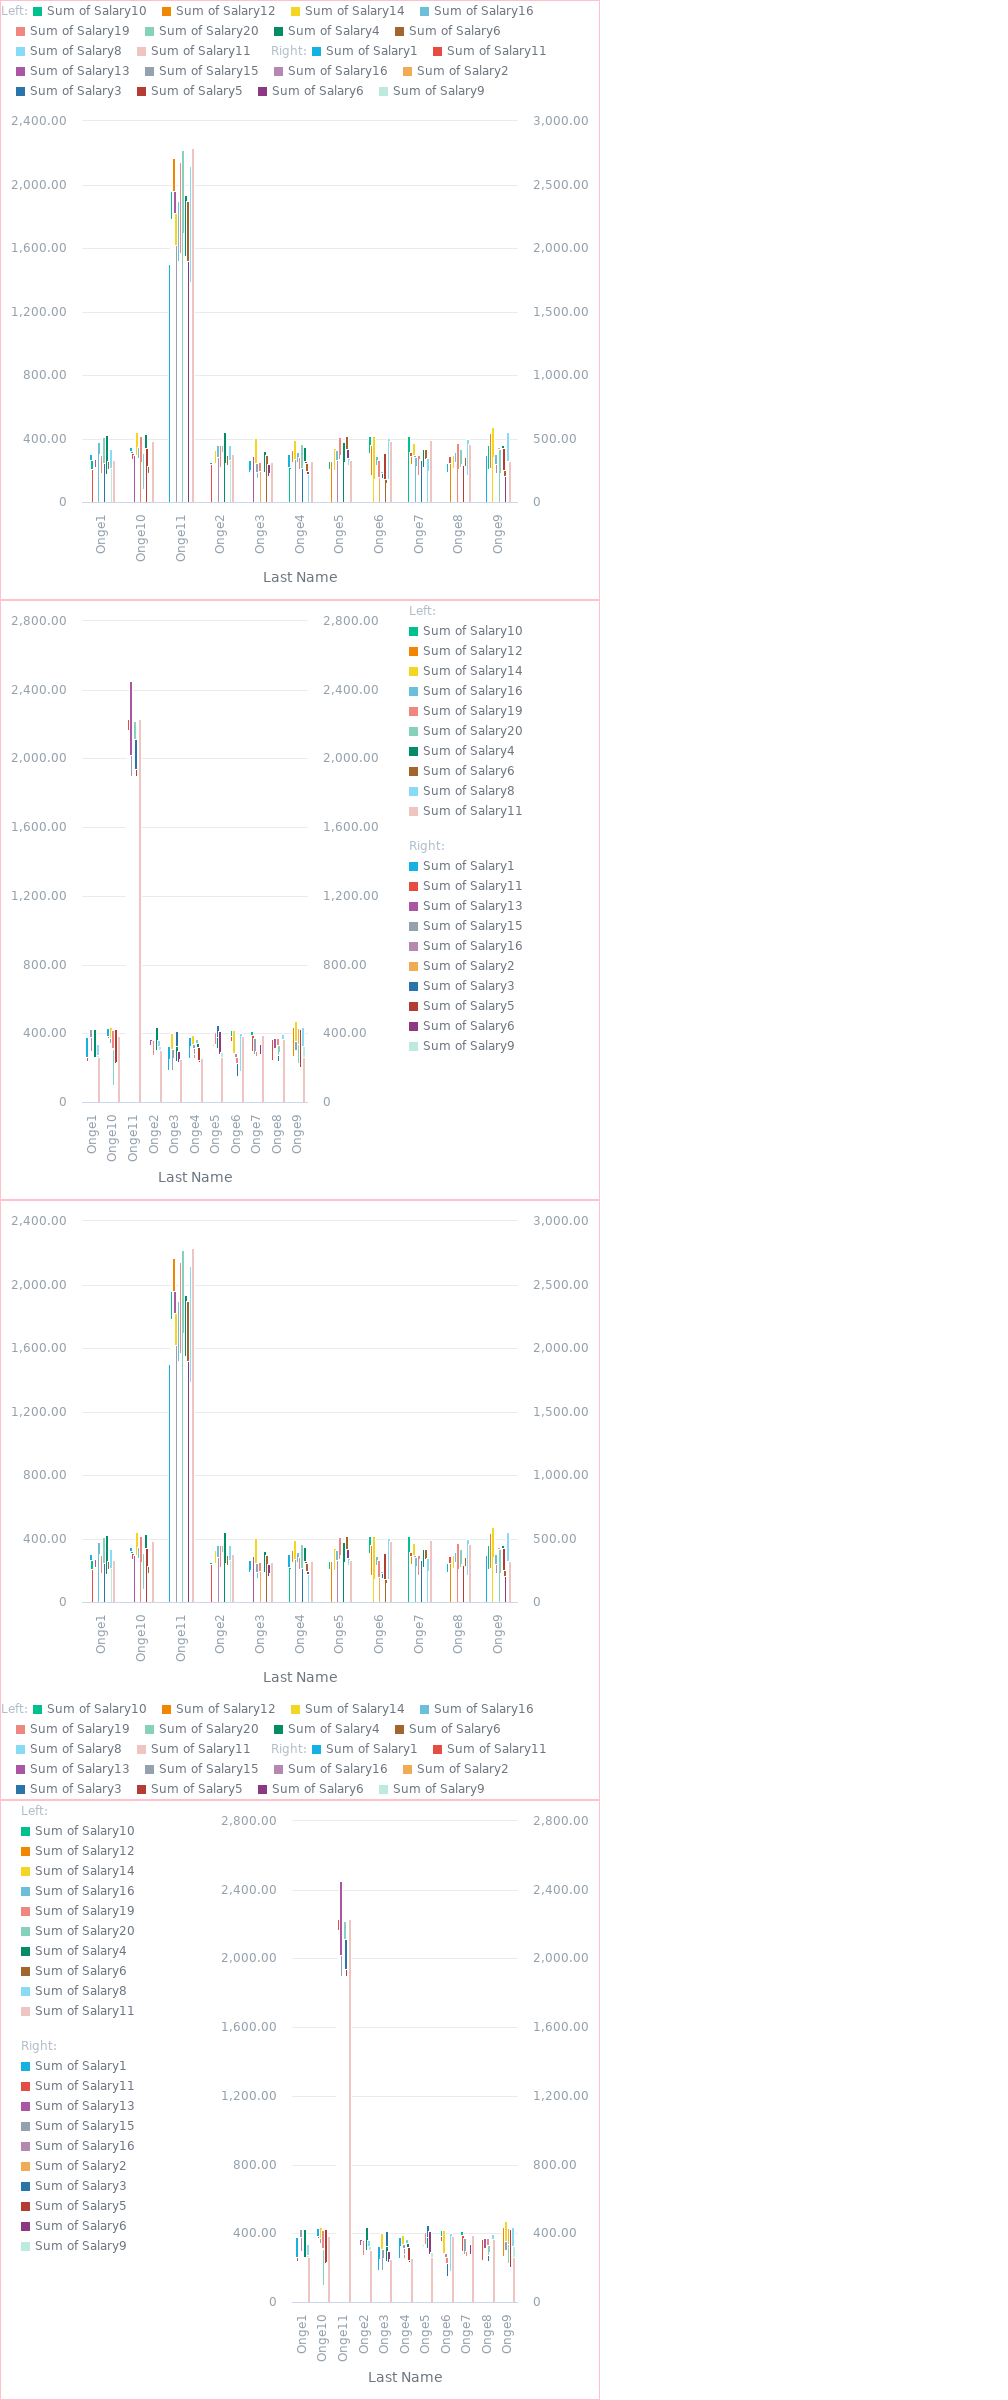 Left: Sum of Salary10 Sum of Salary12 Sum of Salary14 Sum of Salary16
Sum of Salary19 Sum of Salary20 Sum of Salary4 Sum of Salary6
Sum of Salary8 Sum of Salary11 Right: Sum of Salary1 Sum of Salary11
Sum of Salary13 Sum of Salary15 Sum of Salary16 Sum of Salary2
Sum of Salary3 Sum of Salary5 Sum of Salary6 Sum of Salary9
2,400.00 3,000.00
2,000.00 2,500.00
1,600.00 2,000.00
1,200.00 1,500.00
800.00 1,000.00
400.00 500.00
0 0
Onge1 Onge10 Onge11 Onge2 Onge3 Onge4 Onge5 Onge6 Onge7 Onge8 Onge9
Last Name
2,800.00 2,800.00
2,400.00 2,400.00
2,000.00 2,000.00
1,600.00 1,600.00
1,200.00 1,200.00
800.00 800.00
400.00 400.00
0 0
Onge1 Onge10 Onge11 Onge2 Onge3 Onge4 Onge5 Onge6 Onge7 Onge8 Onge9
Last Name
Left:
Sum of Salary10
Sum of Salary12
Sum of Salary14
Sum of Salary16
Sum of Salary19
Sum of Salary20
Sum of Salary4
Sum of Salary6
Sum of Salary8
Sum of Salary11
Right:
Sum of Salary1
Sum of Salary11
Sum of Salary13
Sum of Salary15
Sum of Salary16
Sum of Salary2
Sum of Salary3
Sum of Salary5
Sum of Salary6
Sum of Salary9
2,400.00 3,000.00
2,000.00 2,500.00
1,600.00 2,000.00
1,200.00 1,500.00
800.00 1,000.00
400.00 500.00
0 0
Onge1 Onge10 Onge11 Onge2 Onge3 Onge4 Onge5 Onge6 Onge7 Onge8 Onge9
Last Name
Left: Sum of Salary10 Sum of Salary12 Sum of Salary14 Sum of Salary16
Sum of Salary19 Sum of Salary20 Sum of Salary4 Sum of Salary6
Sum of Salary8 Sum of Salary11 Right: Sum of Salary1 Sum of Salary11
Sum of Salary13 Sum of Salary15 Sum of Salary16 Sum of Salary2
Sum of Salary3 Sum of Salary5 Sum of Salary6 Sum of Salary9
Left:
Sum of Salary10
Sum of Salary12
Sum of Salary14
Sum of Salary16
Sum of Salary19
Sum of Salary20
Sum of Salary4
Sum of Salary6
Sum of Salary8
Sum of Salary11
Right:
Sum of Salary1
Sum of Salary11
Sum of Salary13
Sum of Salary15
Sum of Salary16
Sum of Salary2
Sum of Salary3
Sum of Salary5
Sum of Salary6
Sum of Salary9
2,800.00 2,800.00
2,400.00 2,400.00
2,000.00 2,000.00
1,600.00 1,600.00
1,200.00 1,200.00
800.00 800.00
400.00 400.00
0 0
Onge1 Onge10 Onge11 Onge2 Onge3 Onge4 Onge5 Onge6 Onge7 Onge8 Onge9
Last Name